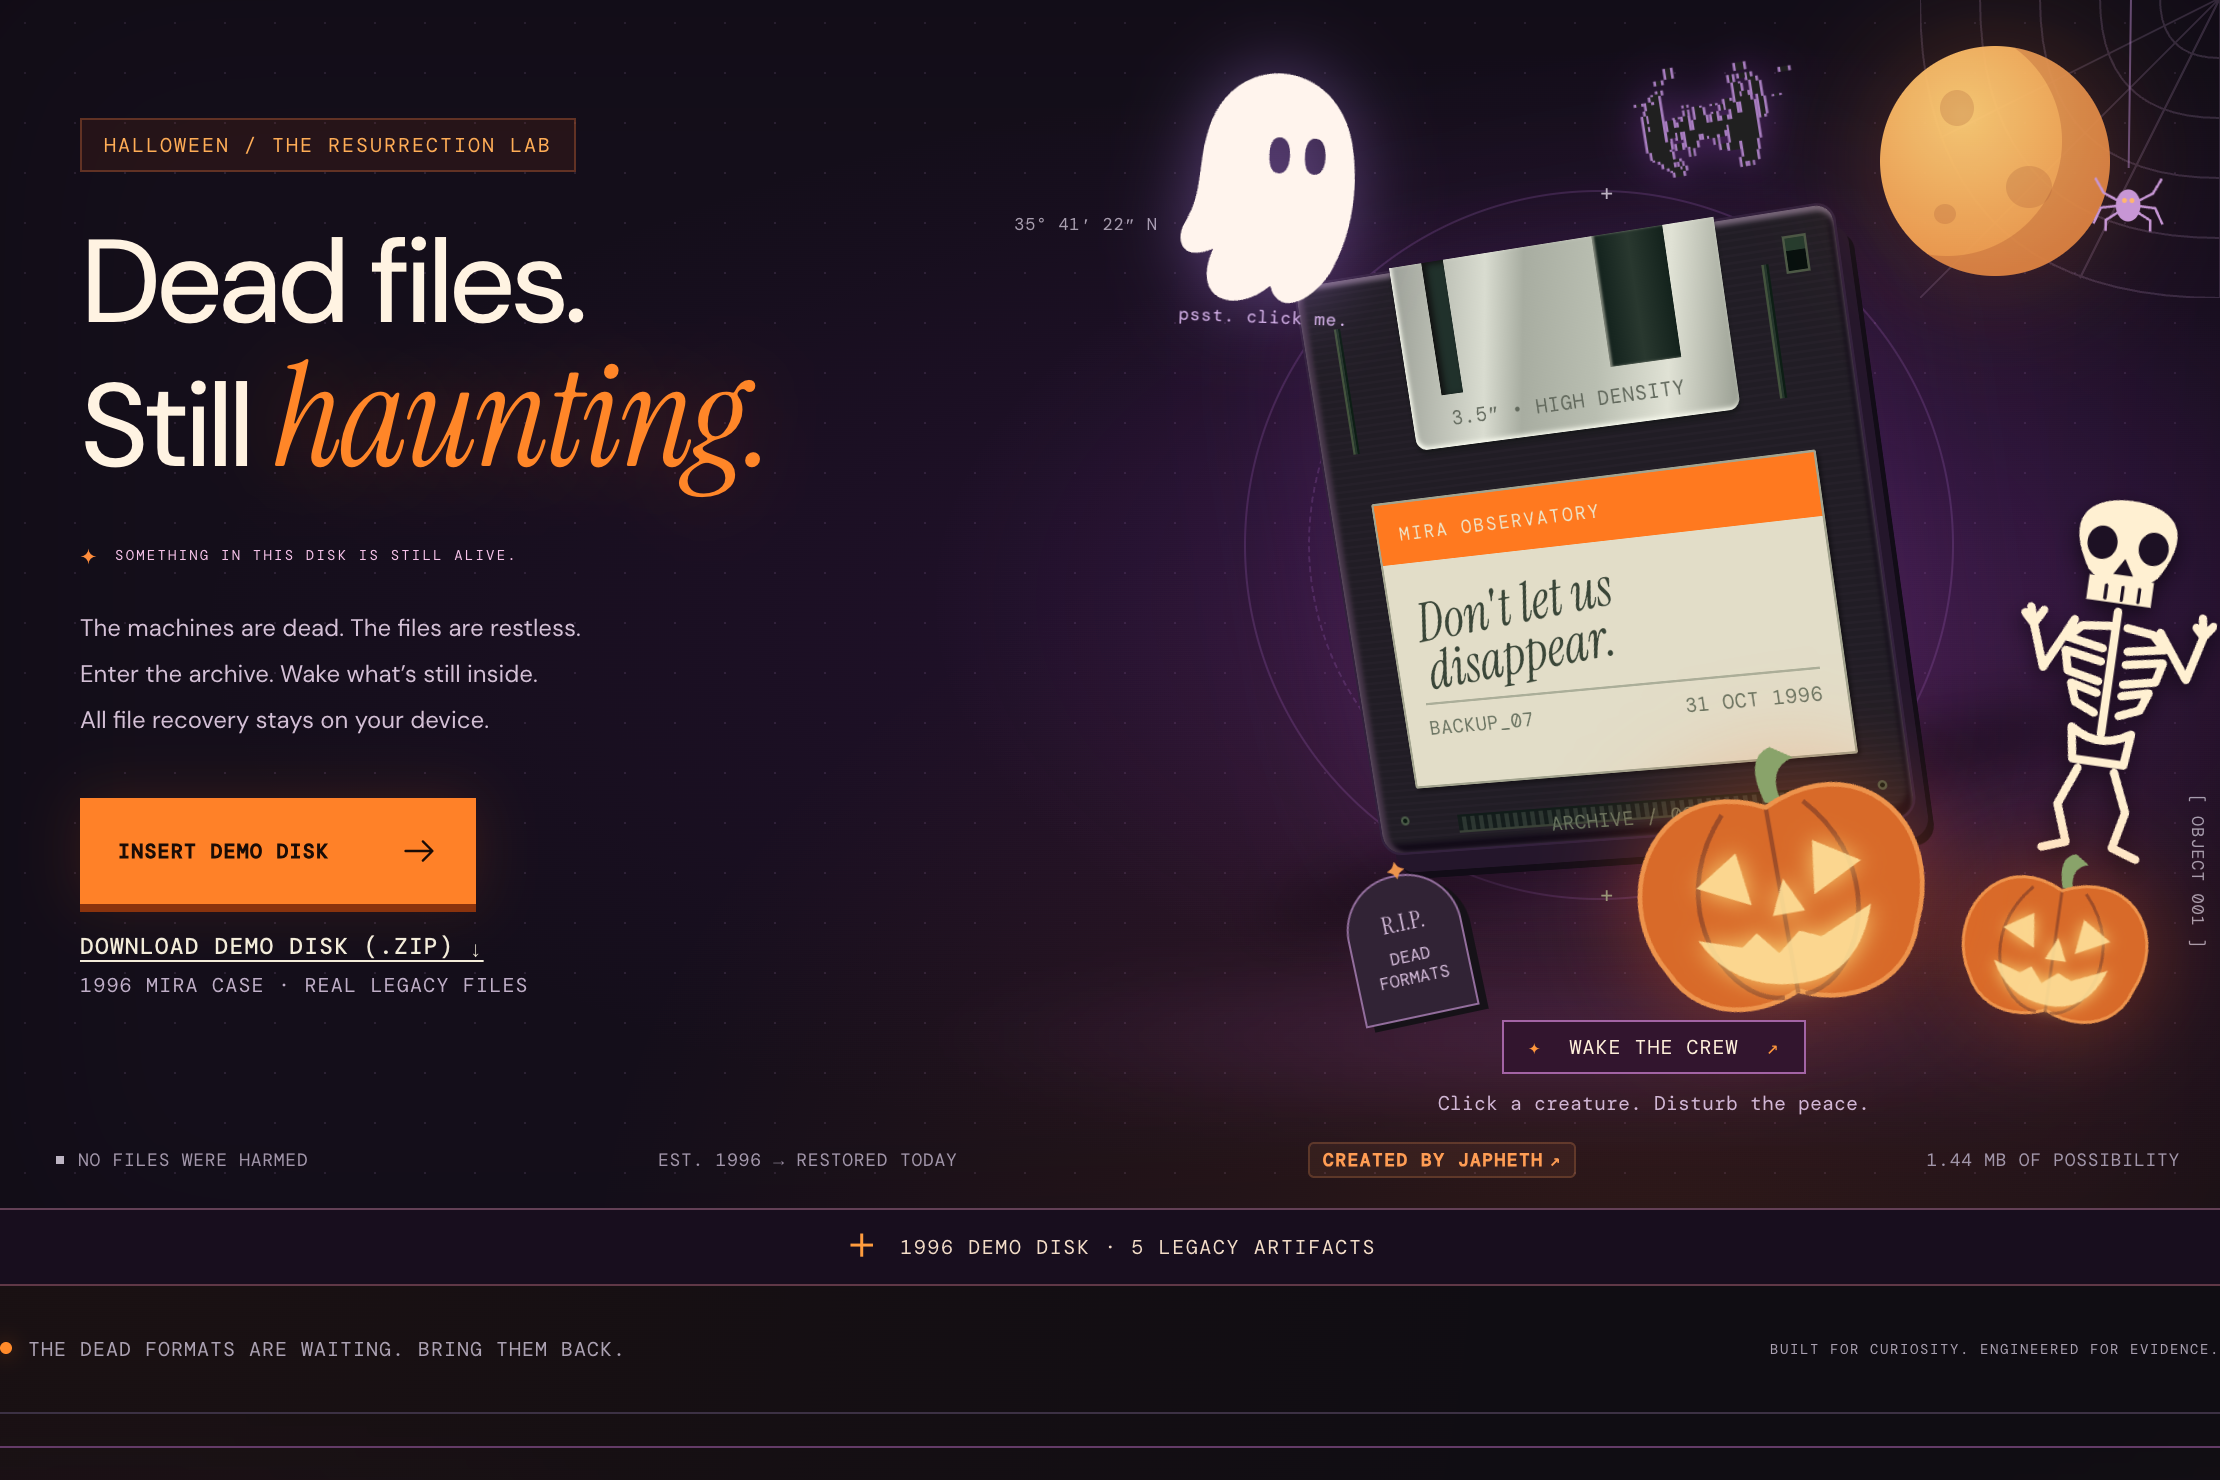 HALLOWEEN / THE RESURRECTION LAB
Dead files.
Still haunting.
✦ SOMETHING IN THIS DISK IS STILL ALIVE.
The machines are dead. The files are restless.
Enter the archive. Wake what’s still inside.
All file recovery stays on your device.
INSERT DEMO DISK →
DOWNLOAD DEMO DISK (.ZIP) ↓
1996 MIRA CASE · REAL LEGACY FILES
35° 41′ 22″ N
psst. click me.
3.5″ • HIGH DENSITY
MIRA OBSERVATORY
Don't let us
disappear.
BACKUP_07
31 OCT 1996
ARCHIVE /
R.I.P.
DEAD
FORMATS
[ OBJECT 001 ]
✦ WAKE THE CREW ↗
Click a creature. Disturb the peace.
NO FILES WERE HARMED
EST. 1996 → RESTORED TODAY
CREATED BY JAPHETH ↗
1.44 MB OF POSSIBILITY
+ 1996 DEMO DISK · 5 LEGACY ARTIFACTS
THE DEAD FORMATS ARE WAITING. BRING THEM BACK.
BUILT FOR CURIOSITY. ENGINEERED FOR EVIDENCE.